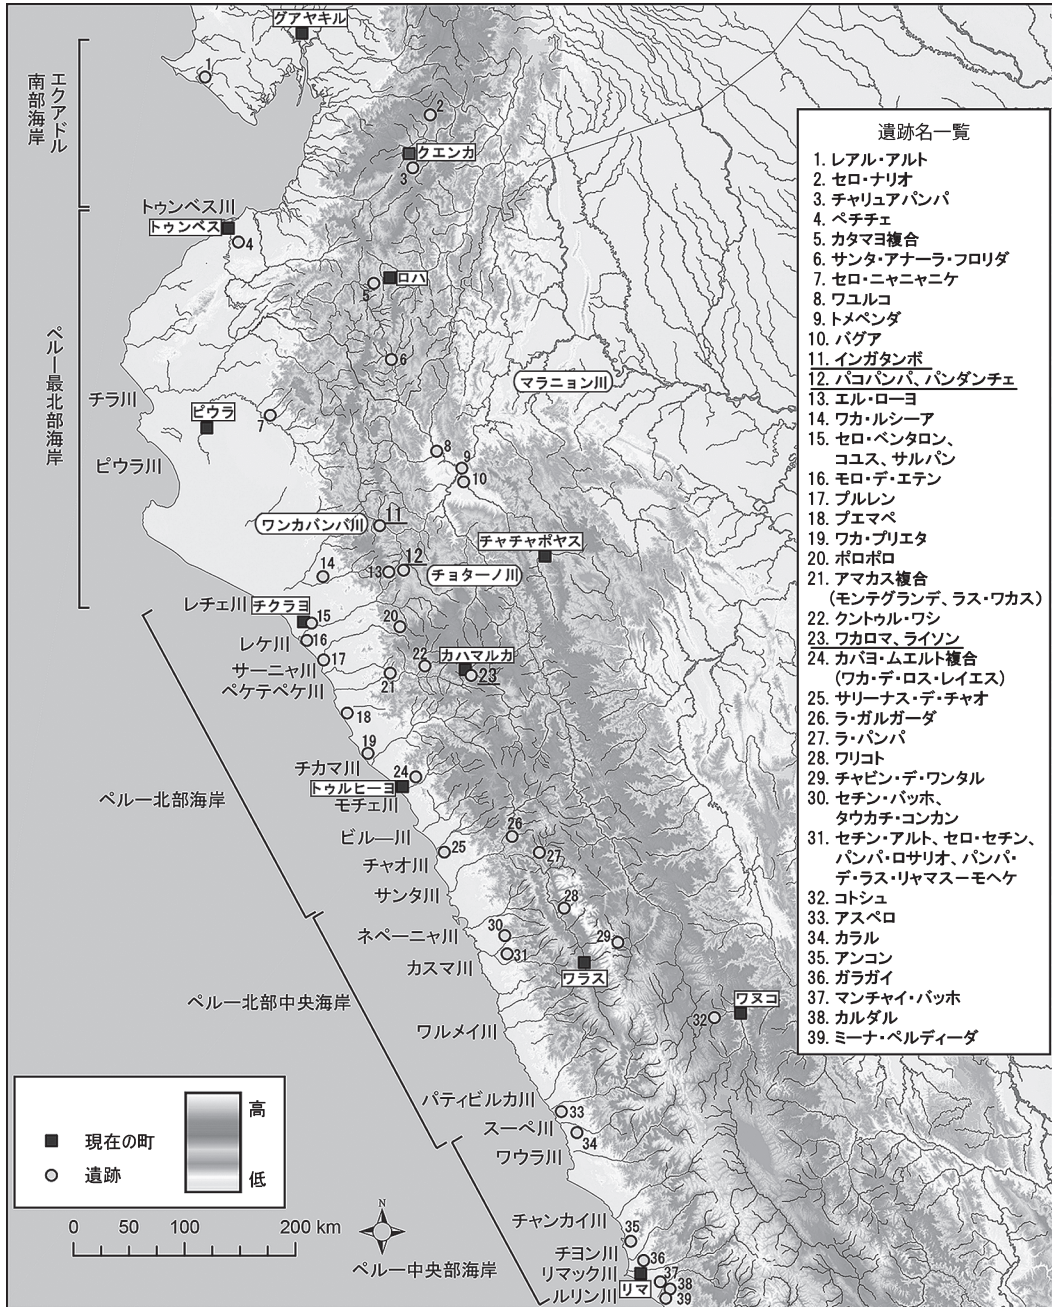 グアヤキル
1
エクアドル
南部海岸
2
クエンカ
3
トゥンベス川
トゥンベス
4
ロハ
5
6
ペルー最北部海岸
マラニョン川
チラ川
ピウラ
7
ピウラ川
8
9
10
ワンカバンバ川
11
チャチャポヤス
14
13
12
チョターノ川
レチェ川
チクラヨ
15
レケ川
16
20
サーニャ川
17
22
カハマルカ
23
ペケテペケ川
21
18
19
チカマ川
24
トゥルヒーヨ
モチェ川
ペルー北部海岸
ビルー川
26
チャオ川
25
27
サンタ川
28
ネペーニャ川
30
29
カスマ川
31
ワラス
ペルー北部中央海岸
ワヌコ
32
ワルメイ川
パティビルカ川
33
スーペ川
34
ワウラ川
チャンカイ川
35
チヨン川
36
リマック川
37
リマ
38
ルリン川
39
ペルー中央部海岸
遺跡名一覧
1. レアル・アルト
2. セロ・ナリオ
3. チャリュアバンバ
4. ペチチェ
5. カタマヨ複合
6. サンタ・アナーラ・フロリダ
7. セロ・ニャニャニケ
8. ワユルコ
9. トメペンダ
10. バグア
11. インガタンボ
12. パコパンパ、パンダンチェ
13. エル・ローヨ
14. ワカ・ルシーア
15. セロ・ベンタロン、
コユス、サルパン
16. モロ・デ・エテン
17. プルレン
18. プエマペ
19. ワカ・プリエタ
20. ポロポロ
21. アマカス複合
（モンテグランデ、ラス・ワカス）
22. クントゥル・ワシ
23. ワカロマ、ライソン
24. カバヨ・ムエルト複合
（ワカ・デ・ロス・レイエス）
25. サリーナス・デ・チャオ
26. ラ・ガルガーダ
27. ラ・パンパ
28. ワリコト
29. チャビン・デ・ワンタル
30. セチン・バッホ、
タウカチ・コンカン
31. セチン・アルト、セロ・セチン、
パンパ・ロサリオ、パンパ・
デ・ラス・リャマス－モヘケ
32. コトシュ
33. アスペロ
34. カラル
35. アンコン
36. ガラガイ
37. マンチャイ・バッホ
38. カルダル
39. ミーナ・ペルディーダ
現在の町
遺跡
高
低
0 50 100 200 km
N